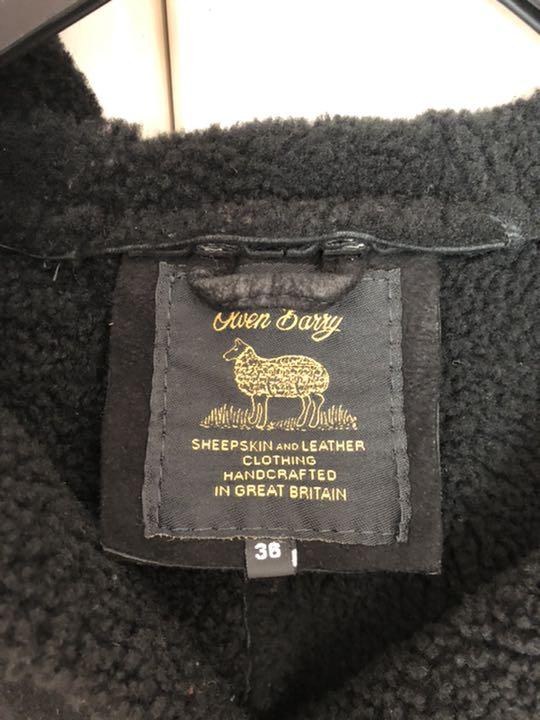 Owen Barry
SHEEPSKIN AND LEATHER
CLOTHING
HANDCRAFTED
IN GREAT BRITAIN
36